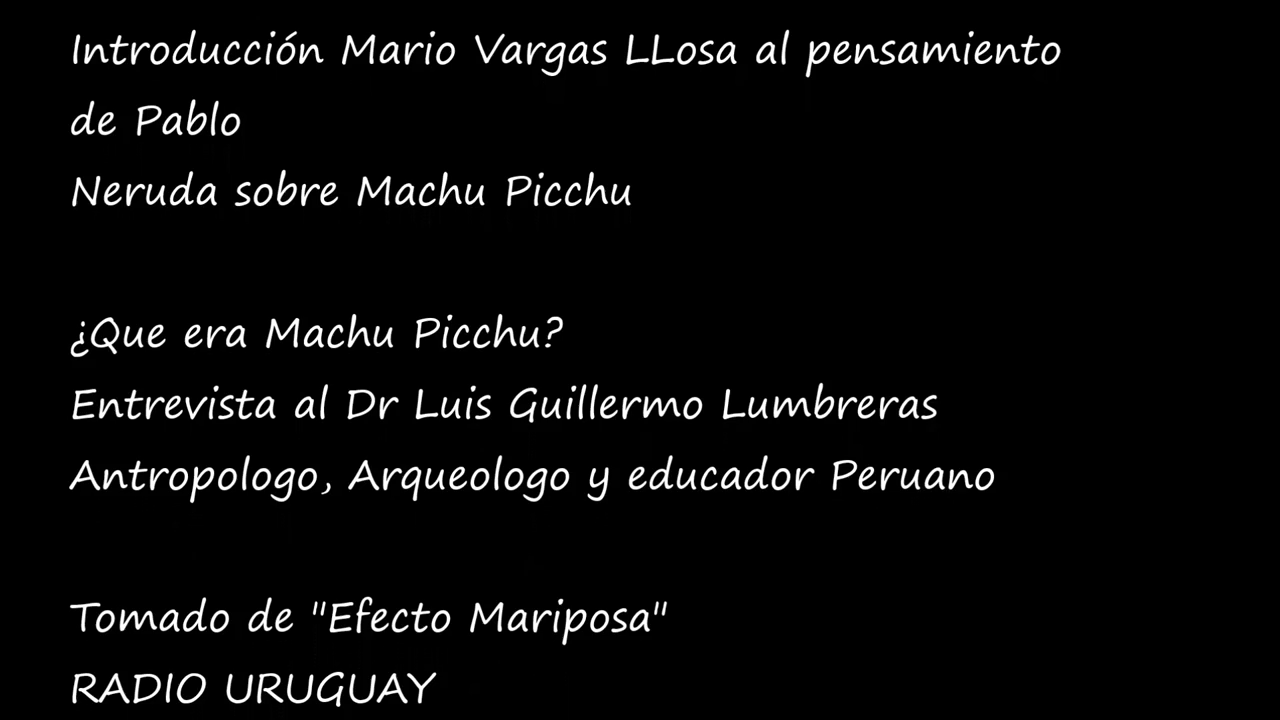 Introducción Mario Vargas LLosa al pensamiento
de Pablo
Neruda sobre Machu Picchu
¿Que era Machu Picchu?
Entrevista al Dr Luis Guillermo Lumbreras
Antropologo, Arqueologo y educador Peruano
Tomado de "Efecto Mariposa"
RADIO URUGUAY